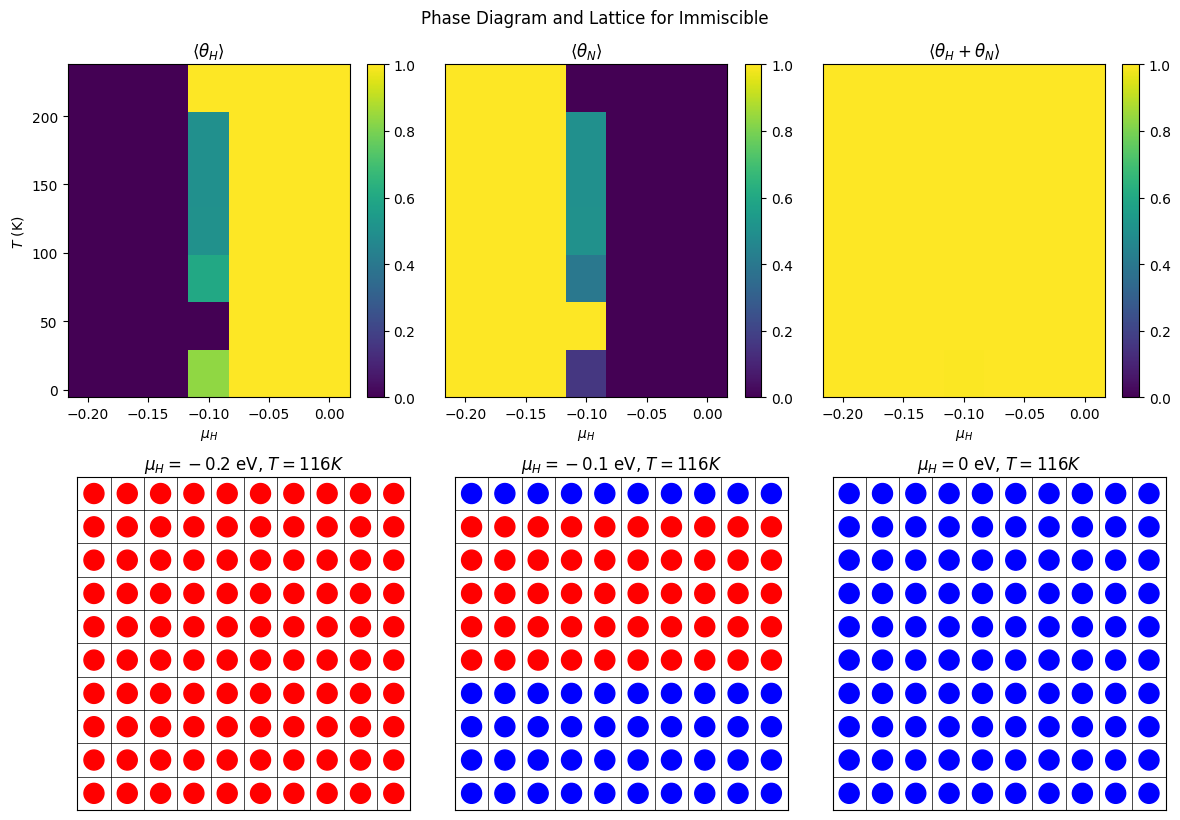 Phase Diagram and Lattice for Immiscible
⟨θ_H⟩
⟨θ_N⟩
⟨θ_H + θ_N⟩
T (K)
200
150
100
50
0
−0.20 −0.15 −0.10 −0.05 0.00
μ_H
1.0
0.8
0.6
0.4
0.2
0.0
−0.20 −0.15 −0.10 −0.05 0.00
μ_H
1.0
0.8
0.6
0.4
0.2
0.0
−0.20 −0.15 −0.10 −0.05 0.00
μ_H
1.0
0.8
0.6
0.4
0.2
0.0
μ_H = −0.2 eV, T = 116K
μ_H = −0.1 eV, T = 116K
μ_H = 0 eV, T = 116K